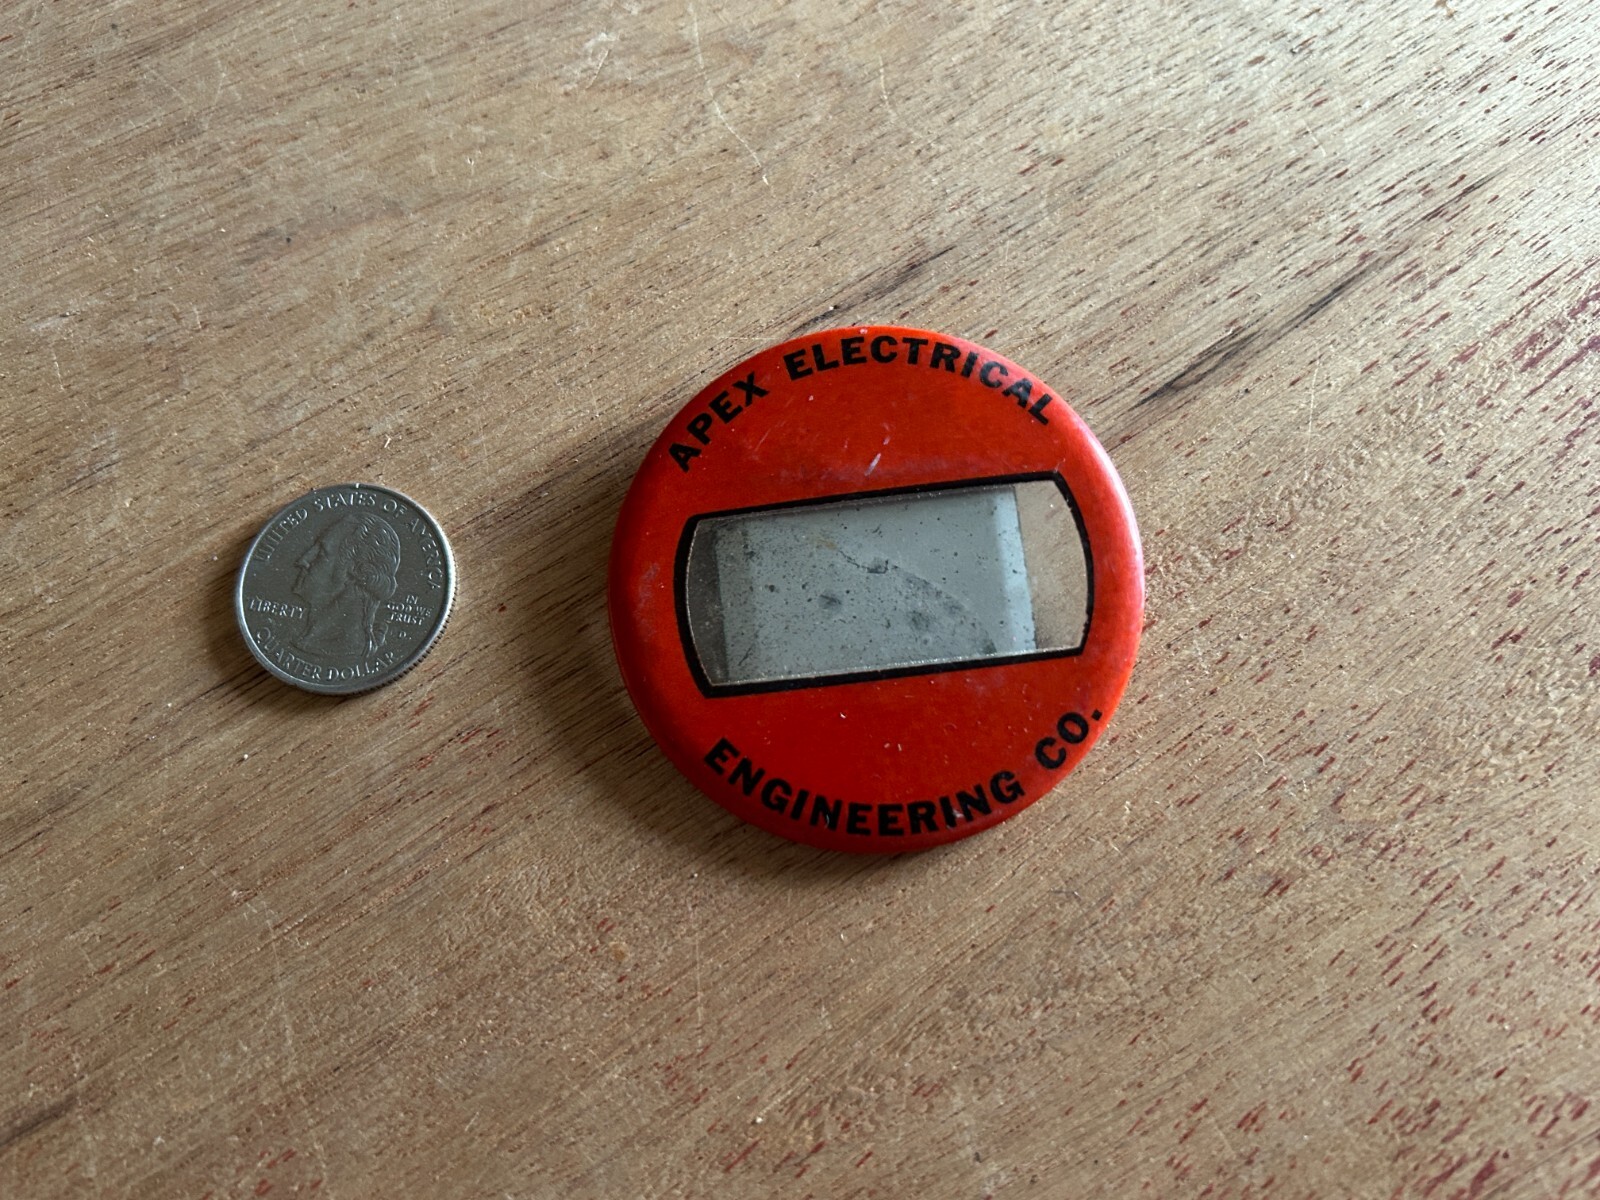 UNITED STATES OF AMERICA
LIBERTY
IN
GOD WE
TRUST
QUARTER DOLLAR
APEX ELECTRICAL
ENGINEERING CO.